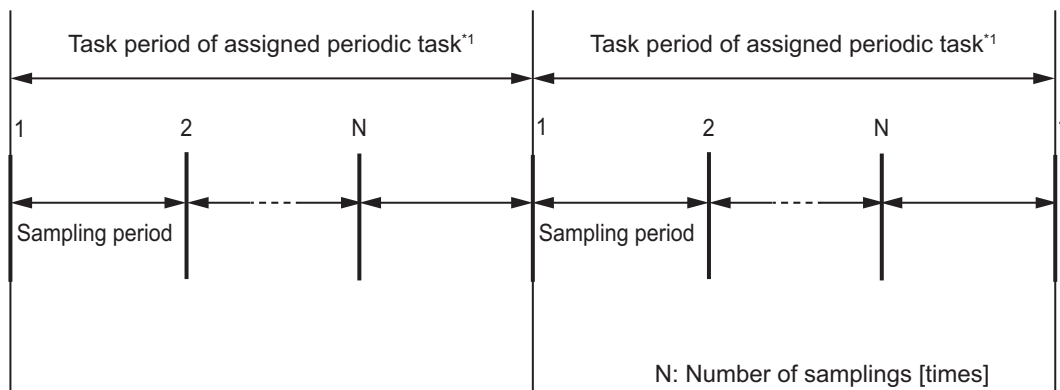 Task period of assigned periodic task*1
Task period of assigned periodic task*1
1 2 N 1 2 N
Sampling period
Sampling period
N: Number of samplings [times]